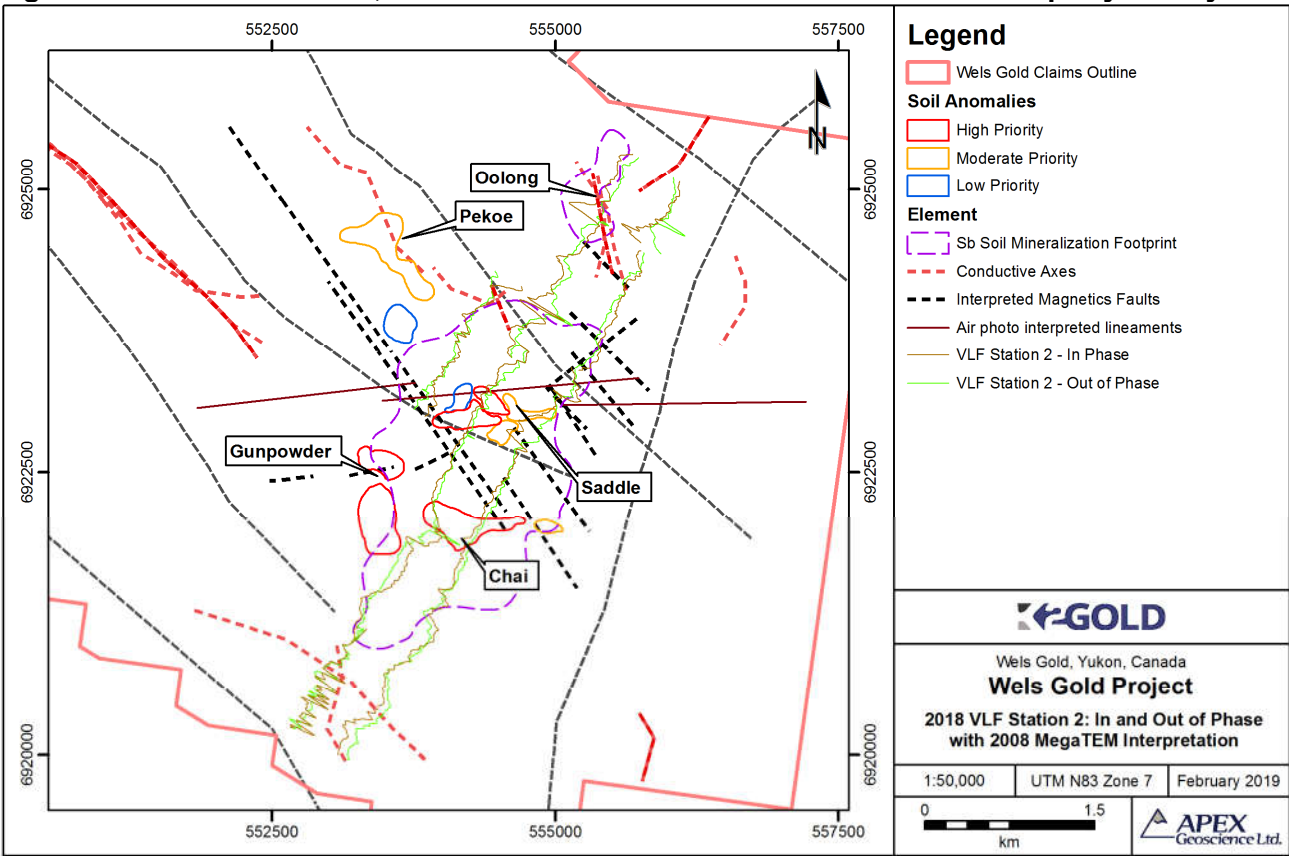 552500
555000
557500
Legend
Wels Gold Claims Outline
Soil Anomalies
High Priority
Moderate Priority
Low Priority
Element
Sb Soil Mineralization Footprint
Conductive Axes
Interpreted Magnetics Faults
Air photo interpreted lineaments
VLF Station 2 - In Phase
VLF Station 2 - Out of Phase
N
6925000
6925000
Oolong
Pekoe
Gunpowder
6922500
6922500
Saddle
Chai
6920000
6920000
552500
555000
557500
K2GOLD
Wels Gold, Yukon, Canada
Wels Gold Project
2018 VLF Station 2: In and Out of Phase
with 2008 MegaTEM Interpretation
1:50,000
UTM N83 Zone 7
February 2019
0
1.5
km
APEX
Geoscience Ltd.